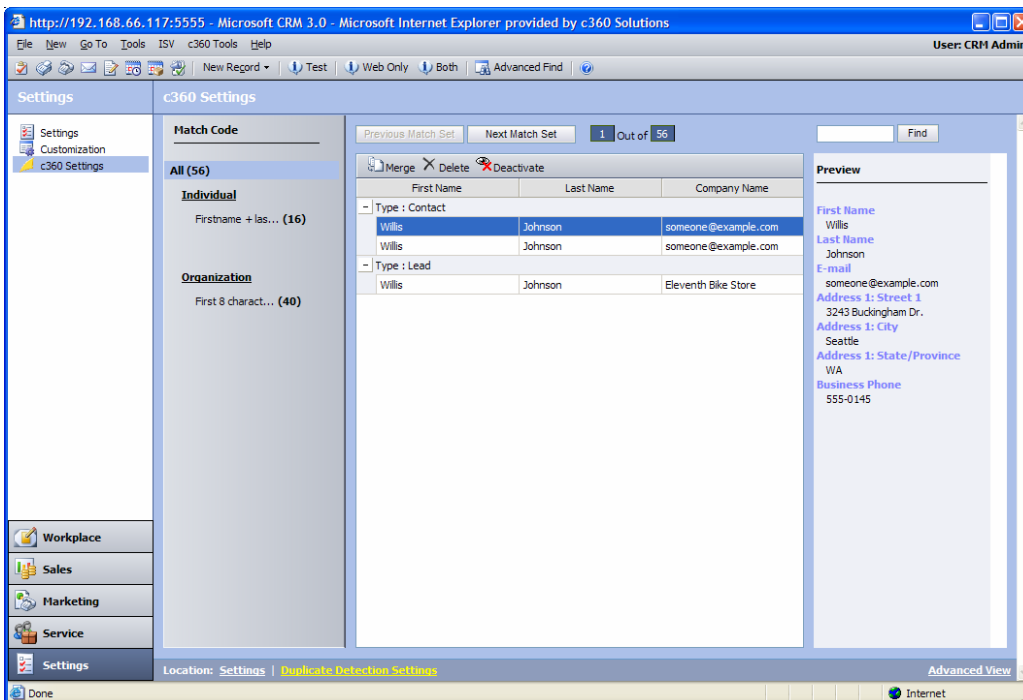 http://192.168.66.117:5555 - Microsoft CRM 3.0 - Microsoft Internet Explorer provided by c360 Solutions
File New Go To Tools ISV c360 Tools Help User: CRM Admin
New Record Test Web Only Both Advanced Find
Settings c360 Settings
Settings
Customization
c360 Settings
Match Code
All (56)
Individual
Firstname + las... (16)
Organization
First 8 charact... (40)
Previous Match Set Next Match Set 1 Out of 56
Merge Delete Deactivate
First Name Last Name Company Name
Type : Contact
Willis Johnson someone@example.com
Willis Johnson someone@example.com
Type : Lead
Willis Johnson Eleventh Bike Store
Find
Preview
First Name
Willis
Last Name
Johnson
E-mail
someone@example.com
Address 1: Street 1
3243 Buckingham Dr.
Address 1: City
Seattle
Address 1: State/Province
WA
Business Phone
555-0145
Workplace
Sales
Marketing
Service
Settings
Location: Settings | Duplicate Detection Settings Advanced View
Done Internet